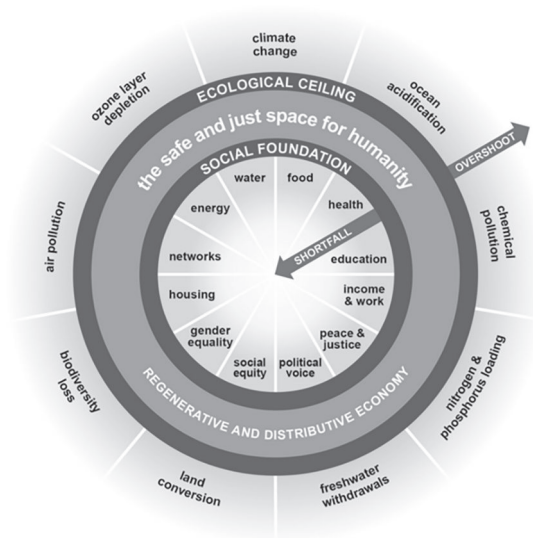 climate
change
ocean
acidification
chemical
pollution
nitrogen &
phosphorus loading
freshwater
withdrawals
land
conversion
biodiversity
loss
air pollution
ozone layer
depletion
ECOLOGICAL CEILING
the safe and just space for humanity
SOCIAL FOUNDATION
OVERSHOOT
SHORTFALL
water
food
health
education
income
& work
peace &
justice
political
voice
social
equity
gender
equality
housing
networks
energy
REGENERATIVE AND DISTRIBUTIVE ECONOMY